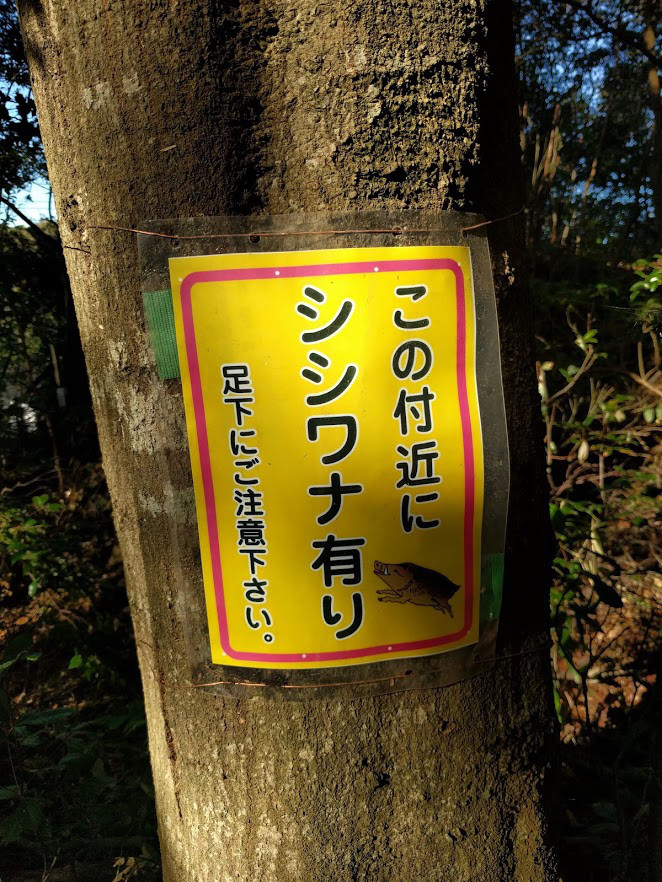 この付近に
シシワナ有り
足下にご注意下さい。